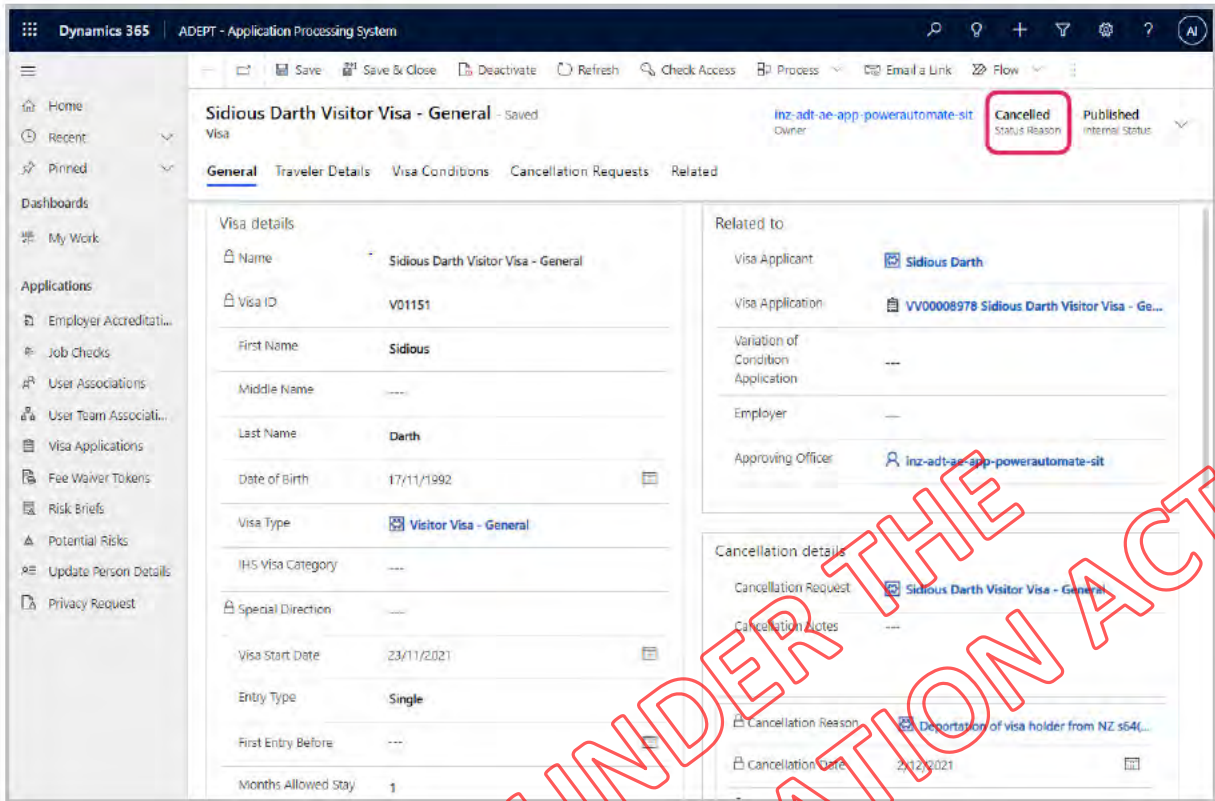 Dynamics 365 ADEPT - Application Processing System ? AI
Save Save & Close Deactivate Refresh Check Access Process Email a Link Flow
Home
Recent
Pinned
Dashboards
My Work
Applications
Employer Accreditati...
Job Checks
User Associations
User Team Associati...
Visa Applications
Fee Waiver Tokens
Risk Briefs
Potential Risks
Update Person Details
Privacy Request
Sidious Darth Visitor Visa - General - Saved
Visa
inz-adt-ae-app-powerautomate-sit
Owner
Cancelled
Status Reason
Published
Internal Status
General Traveler Details Visa Conditions Cancellation Requests Related
Visa details
Name * Sidious Darth Visitor Visa - General
Visa ID V01151
First Name Sidious
Middle Name ---
Last Name Darth
Date of Birth 17/11/1992
Visa Type Visitor Visa - General
IHS Visa Category ---
Special Direction ---
Visa Start Date 23/11/2021
Entry Type Single
First Entry Before ---
Months Allowed Stay 1
Related to
Visa Applicant Sidious Darth
Visa Application VV00008978 Sidious Darth Visitor Visa - Ge...
Variation of
Condition
Application ---
Employer ---
Approving Officer inz-adt-ae-app-powerautomate-sit
Cancellation details
Cancellation Request Sidious Darth Visitor Visa - General
Cancellation Notes ---
Cancellation Reason Deportation of visa holder from NZ s64(...
Cancellation Date 2/12/2021
UNDER THE
ATION ACT